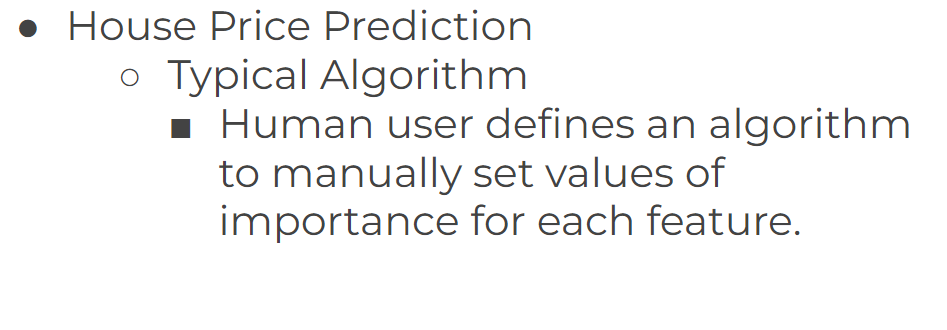 ● House Price Prediction
○ Typical Algorithm
■ Human user defines an algorithm
to manually set values of
importance for each feature.